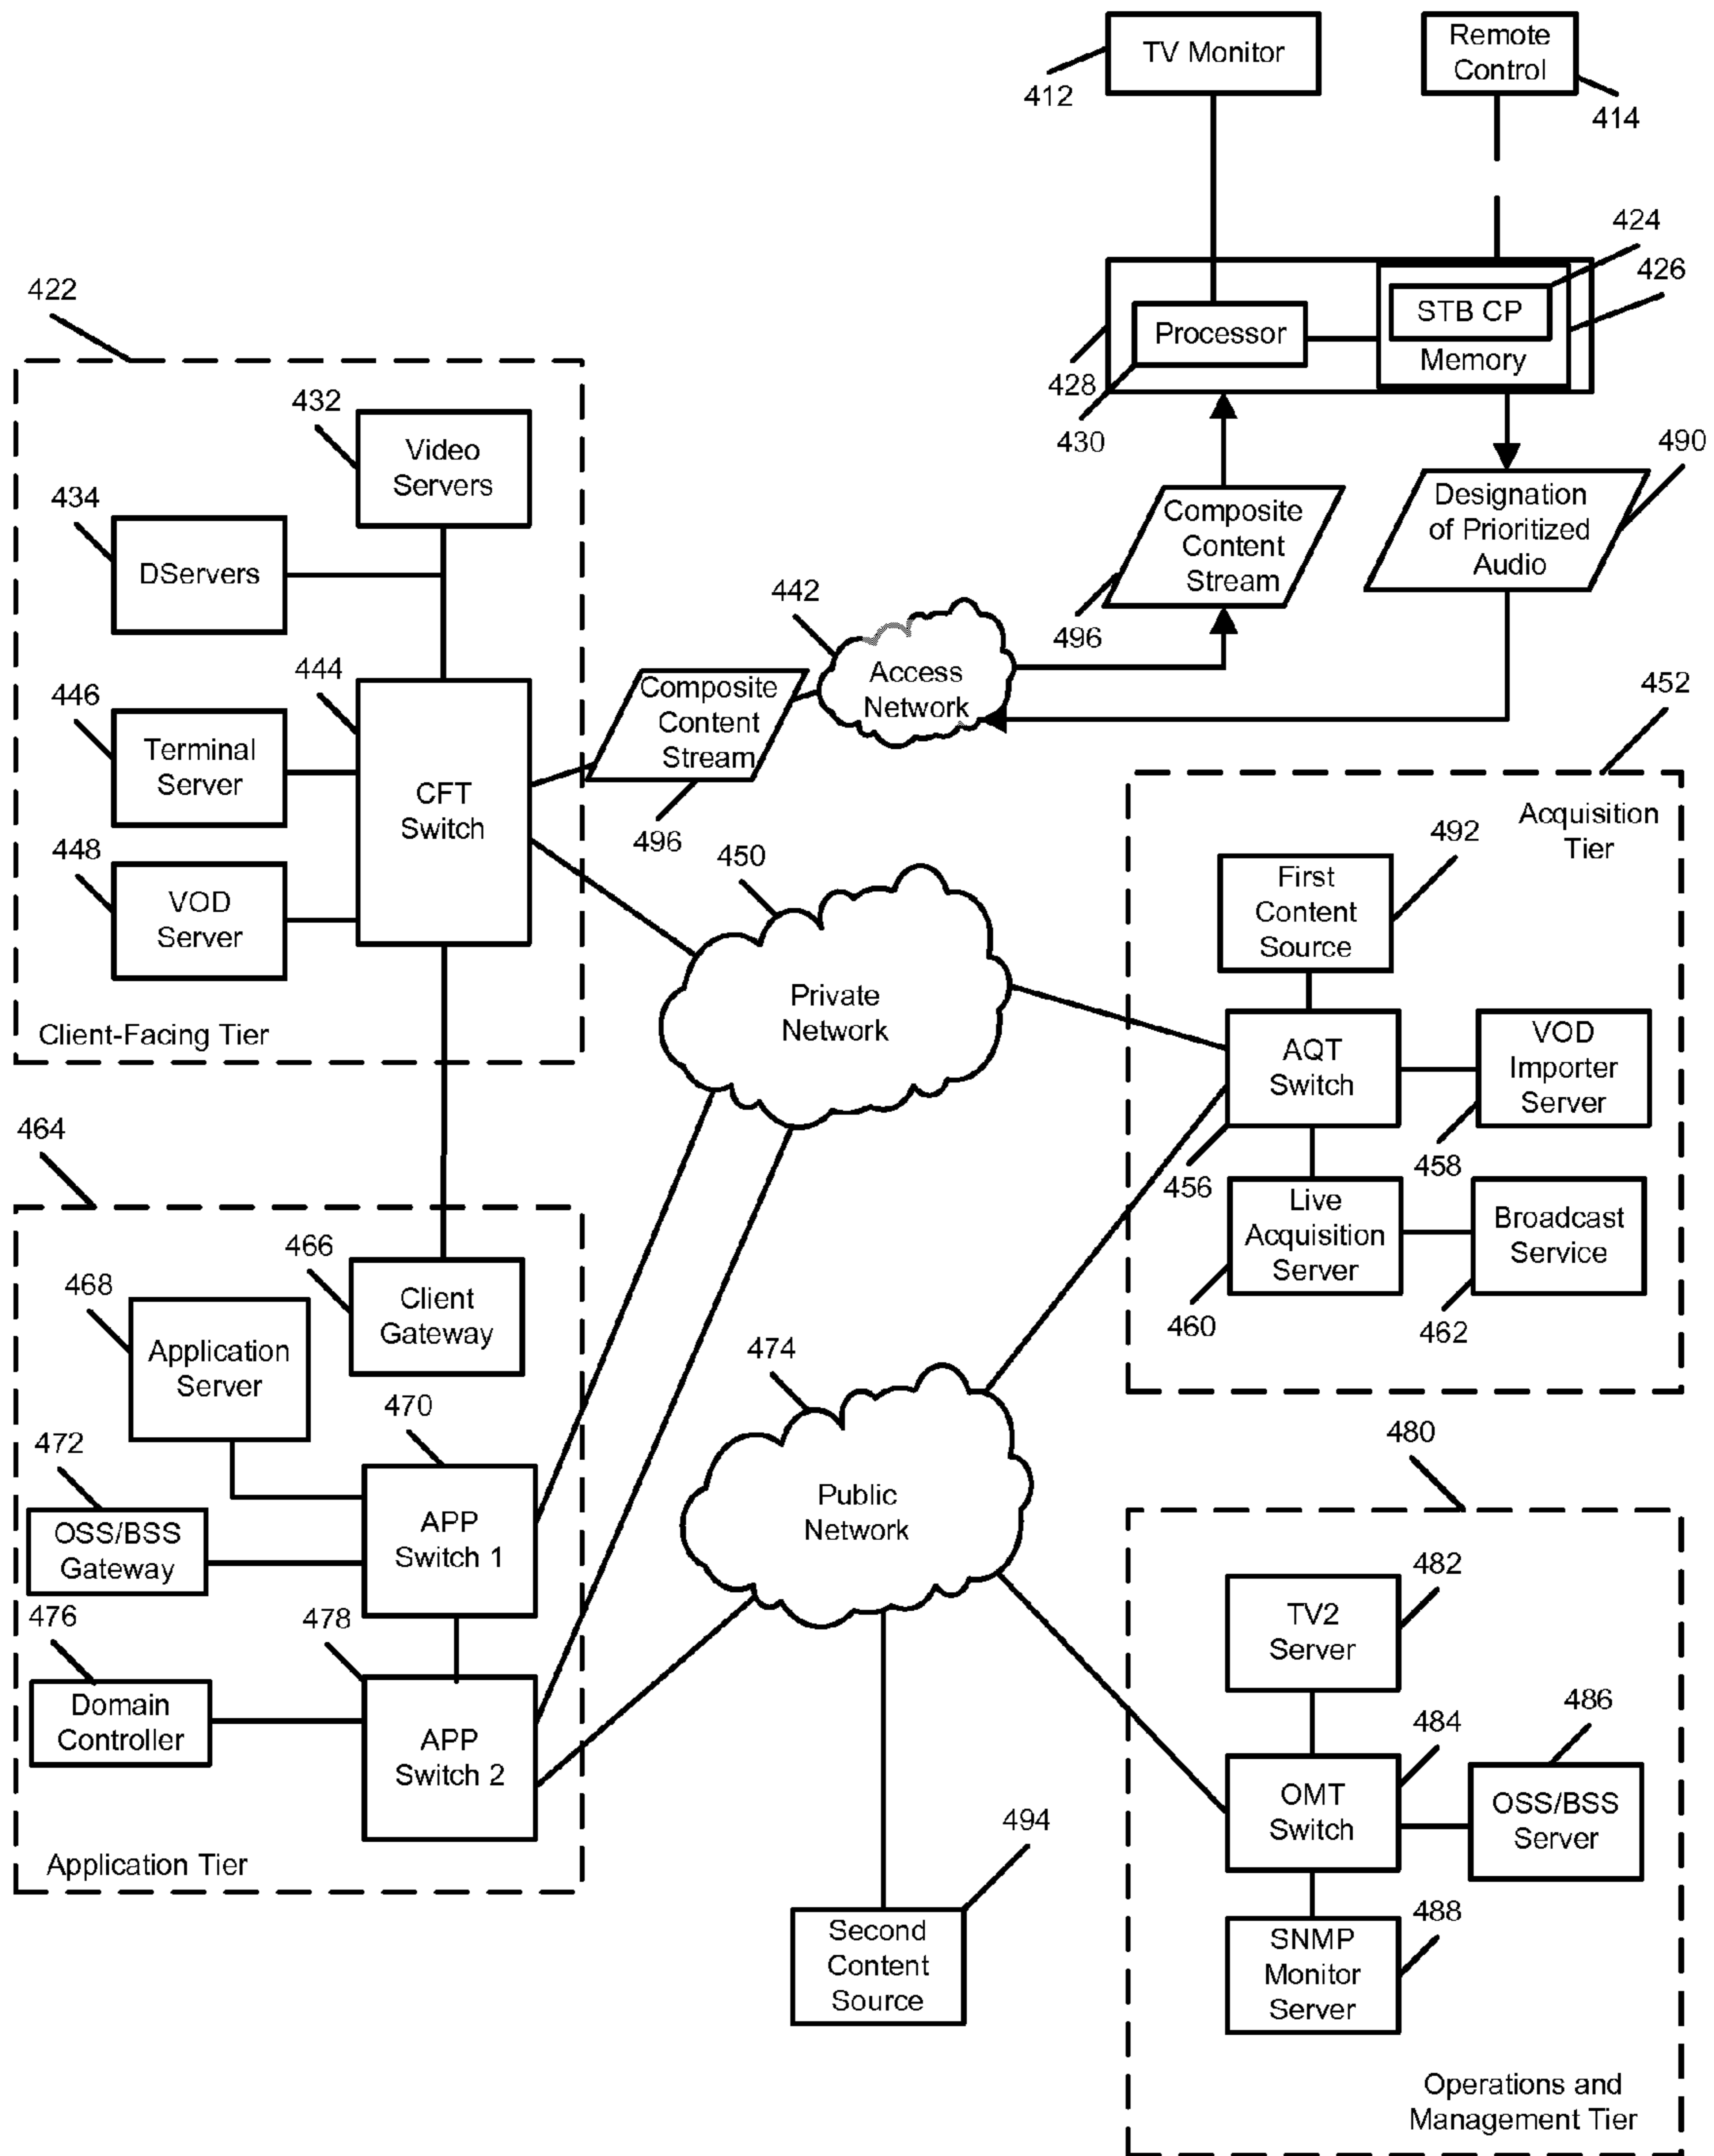 TV Monitor
412
Remote
Control
414
424
426
STB CP
Memory
Processor
428
430
490
Designation
of Prioritized
Audio
Composite
Content
Stream
496
442
Access
Network
Composite
Content
Stream
496
422
432
Video
Servers
434
DServers
444
446
Terminal
Server
CFT
Switch
448
VOD
Server
Client-Facing Tier
450
Private
Network
452
Acquisition
Tier
492
First
Content
Source
AQT
Switch
456
VOD
Importer
Server
458
Live
Acquisition
Server
460
Broadcast
Service
462
464
466
Client
Gateway
468
Application
Server
470
472
OSS/BSS
Gateway
APP
Switch 1
476
478
Domain
Controller
APP
Switch 2
Application Tier
474
Public
Network
494
Second
Content
Source
480
482
TV2
Server
484
OMT
Switch
486
OSS/BSS
Server
488
SNMP
Monitor
Server
Operations and
Management Tier